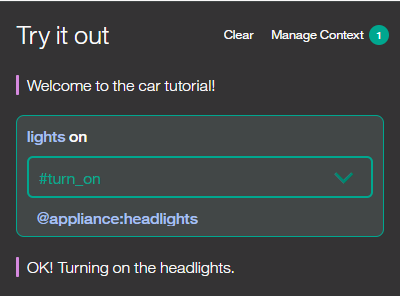 Try it out Clear Manage Context 1
Welcome to the car tutorial!
lights on
#turn_on
@appliance:headlights
OK! Turning on the headlights.